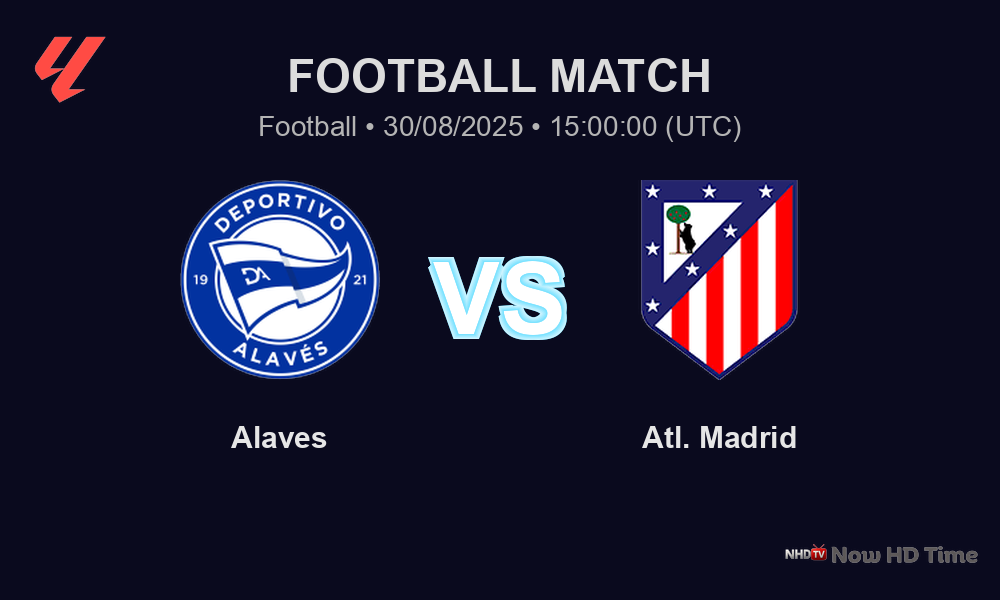 FOOTBALL MATCH
Football • 30/08/2025 • 15:00:00 (UTC)
DEPORTIVO
19 DA 21
ALAVÉS
VS
Alaves
Atl. Madrid
NHD TV Now HD Time